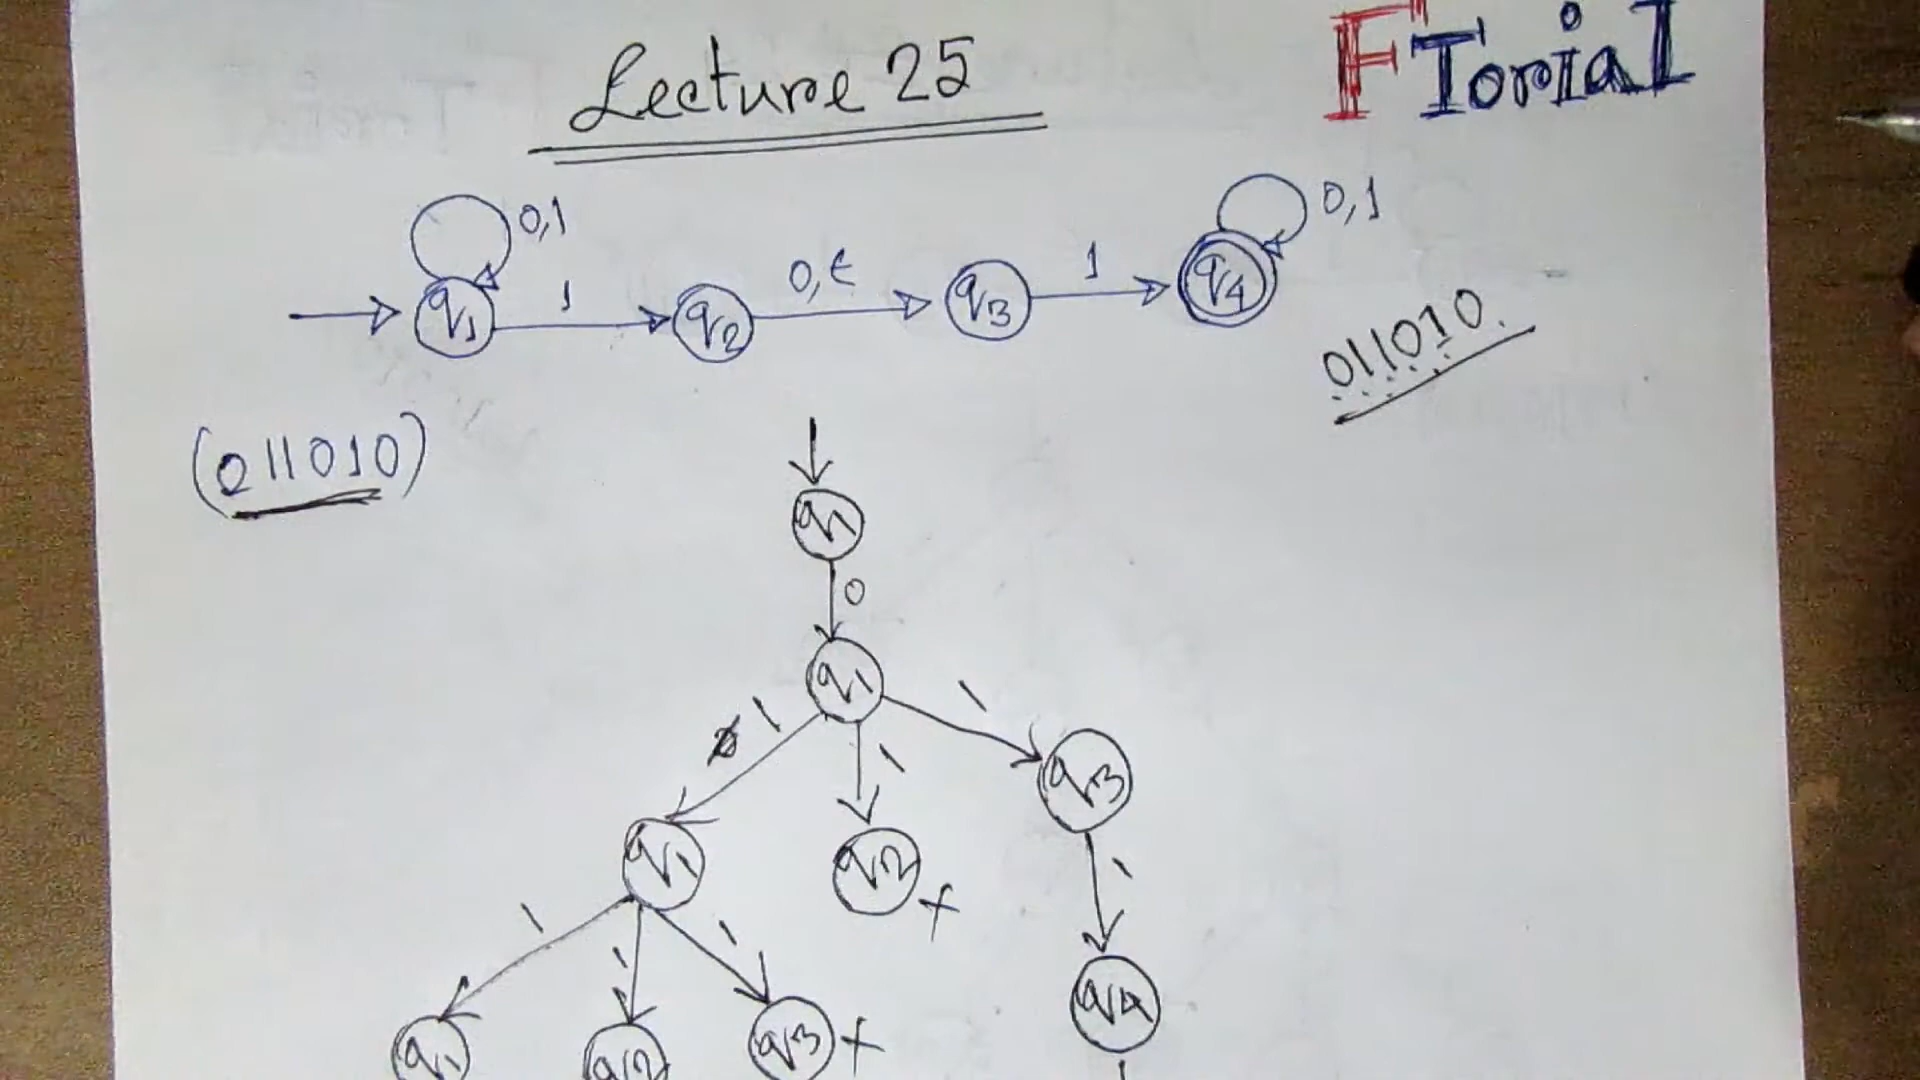 Lecture 25
FTorial
0,1
0,1
1
0,ϵ
1
q1
q2
q3
q4
011010.
(011010)
q1
0
q1
1
1
1
q3
q1
q2
x
1
1
1
1
q4
q1
q2
q3
x